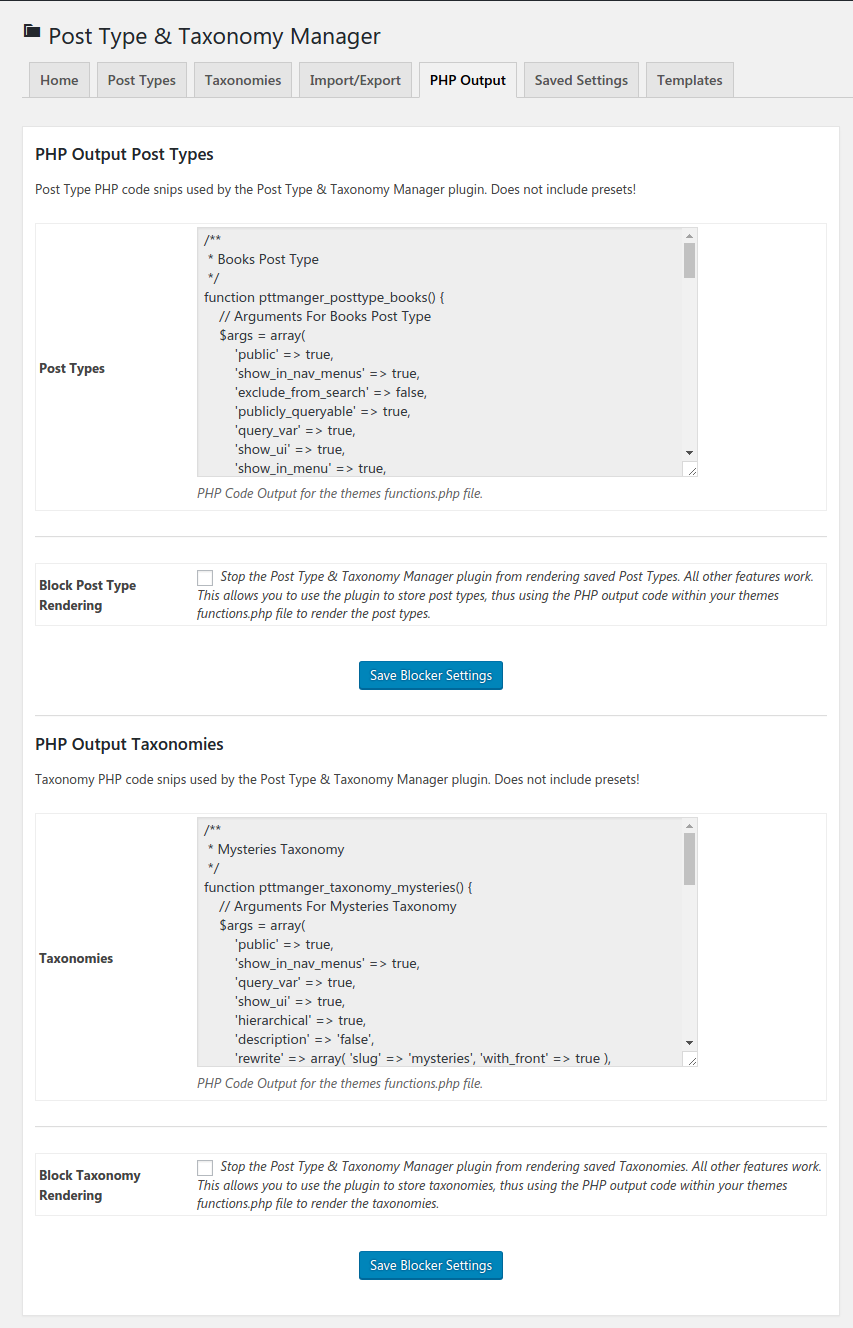 Post Type & Taxonomy Manager
Home Post Types Taxonomies Import/Export PHP Output Saved Settings Templates
PHP Output Post Types
Post Type PHP code snips used by the Post Type & Taxonomy Manager plugin. Does not include presets!
Post Types
/**
 * Books Post Type
 */
function pttmanger_posttype_books() {
    // Arguments For Books Post Type
    $args = array(
        'public' => true,
        'show_in_nav_menus' => true,
        'exclude_from_search' => false,
        'publicly_queryable' => true,
        'query_var' => true,
        'show_ui' => true,
        'show_in_menu' => true,
PHP Code Output for the themes functions.php file.
Block Post Type
Rendering
Stop the Post Type & Taxonomy Manager plugin from rendering saved Post Types. All other features work.
This allows you to use the plugin to store post types, thus using the PHP output code within your themes
functions.php file to render the post types.
Save Blocker Settings
PHP Output Taxonomies
Taxonomy PHP code snips used by the Post Type & Taxonomy Manager plugin. Does not include presets!
Taxonomies
/**
 * Mysteries Taxonomy
 */
function pttmanger_taxonomy_mysteries() {
    // Arguments For Mysteries Taxonomy
    $args = array(
        'public' => true,
        'show_in_nav_menus' => true,
        'query_var' => true,
        'show_ui' => true,
        'hierarchical' => true,
        'description' => 'false',
        'rewrite' => array( 'slug' => 'mysteries', 'with_front' => true ),
PHP Code Output for the themes functions.php file.
Block Taxonomy
Rendering
Stop the Post Type & Taxonomy Manager plugin from rendering saved Taxonomies. All other features work.
This allows you to use the plugin to store taxonomies, thus using the PHP output code within your themes
functions.php file to render the taxonomies.
Save Blocker Settings